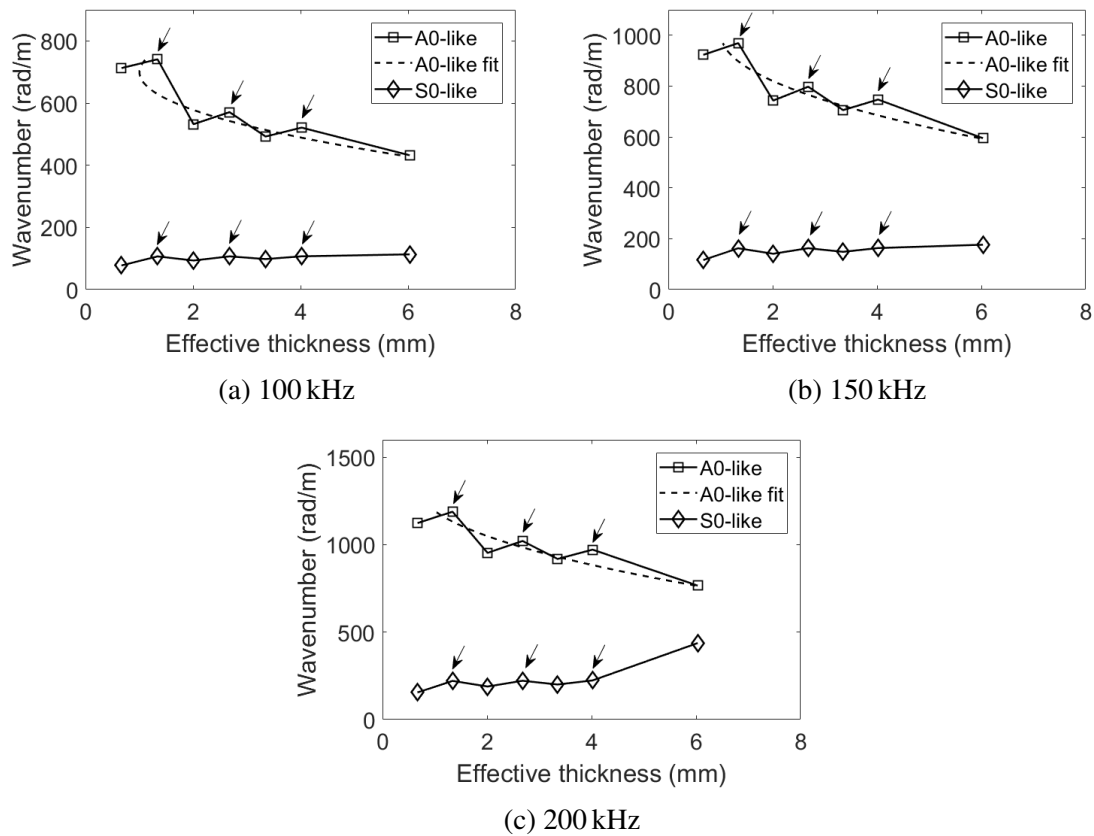 800
600
400
200
0
Wavenumber (rad/m)
A0-like
A0-like fit
S0-like
0 2 4 6 8
Effective thickness (mm)
(a) 100 kHz
1000
800
600
400
200
0
Wavenumber (rad/m)
A0-like
A0-like fit
S0-like
0 2 4 6 8
Effective thickness (mm)
(b) 150 kHz
1500
1000
500
0
Wavenumber (rad/m)
A0-like
A0-like fit
S0-like
0 2 4 6 8
Effective thickness (mm)
(c) 200 kHz